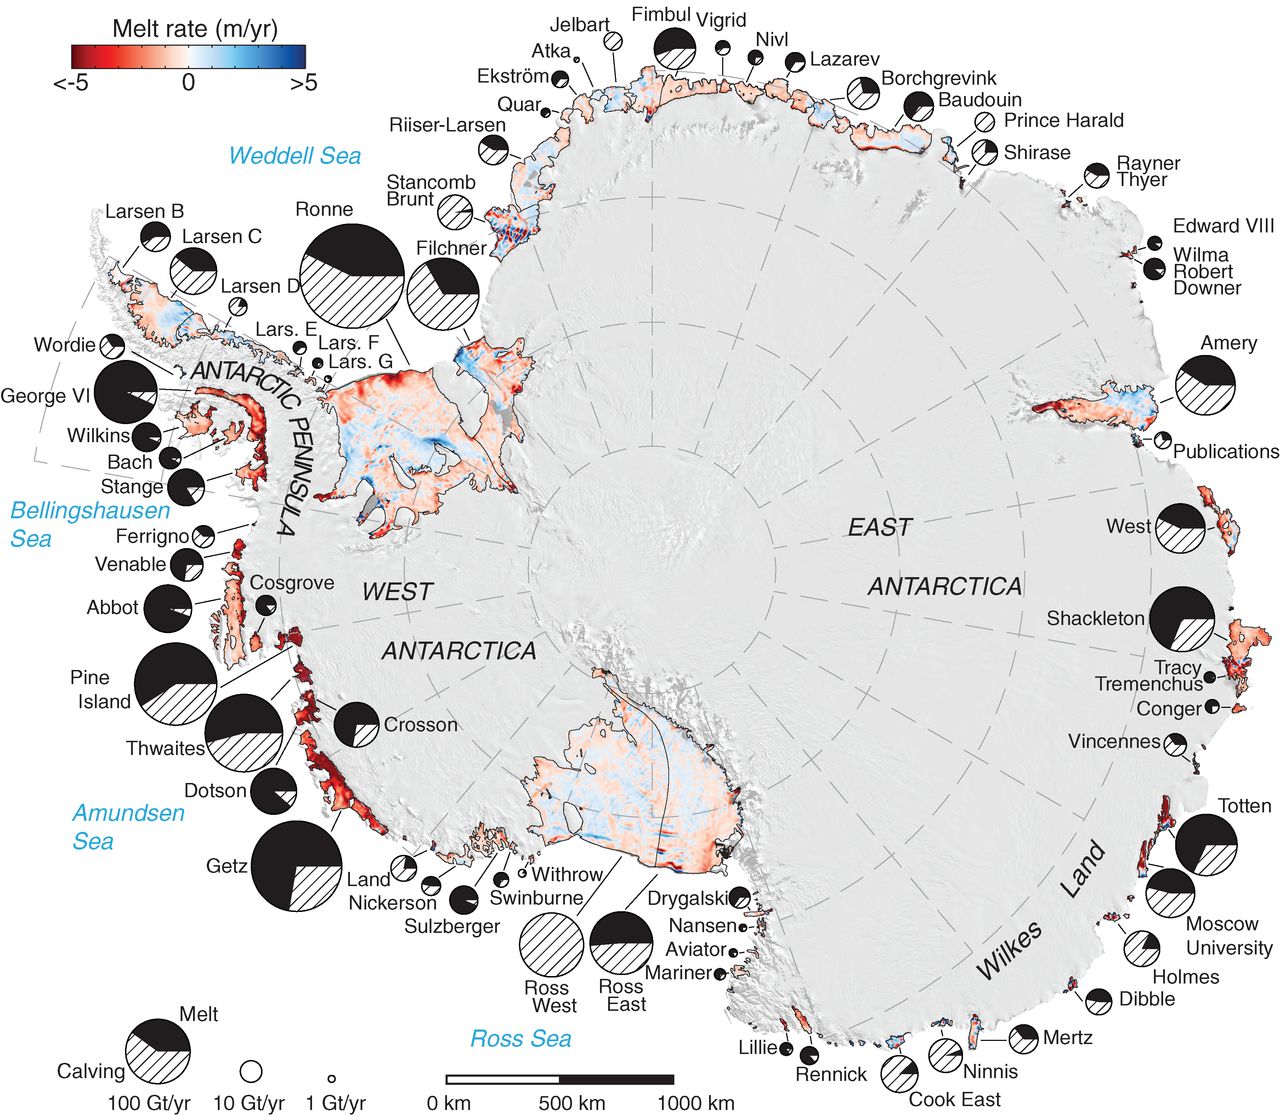 Melt rate (m/yr)
<-5
0
>5
Jelbart
Fimbul
Vigrid
Atka
Nivl
Ekström
Lazarev
Quar
Borchgrevink
Baudouin
Riiser-Larsen
Prince Harald
Shirase
Weddell Sea
Stancomb
Brunt
Rayner
Thyer
Larsen B
Ronne
Larsen C
Filchner
Edward VIII
Wilma
Robert
Downer
Larsen D
Lars. E
Lars. F
Lars. G
Wordie
Amery
ANTARCTIC PENINSULA
George VI
Wilkins
Bach
Publications
Stange
Bellingshausen
Sea
Ferrigno
EAST
West
Venable
Cosgrove
WEST
ANTARCTICA
Abbot
Shackleton
ANTARCTICA
Pine
Island
Tracy
Tremenchus
Conger
Crosson
Thwaites
Vincennes
Dotson
Totten
Amundsen
Sea
Getz
Land
Nickerson
Withrow
Swinburne
Sulzberger
Wilkes Land
Drygalski
Nansen
Aviator
Mariner
Moscow
University
Holmes
Ross
West
Ross
East
Dibble
Melt
Ross Sea
Mertz
Lillie
Ninnis
Calving
Rennick
Cook East
100 Gt/yr
10 Gt/yr
1 Gt/yr
0 km
500 km
1000 km